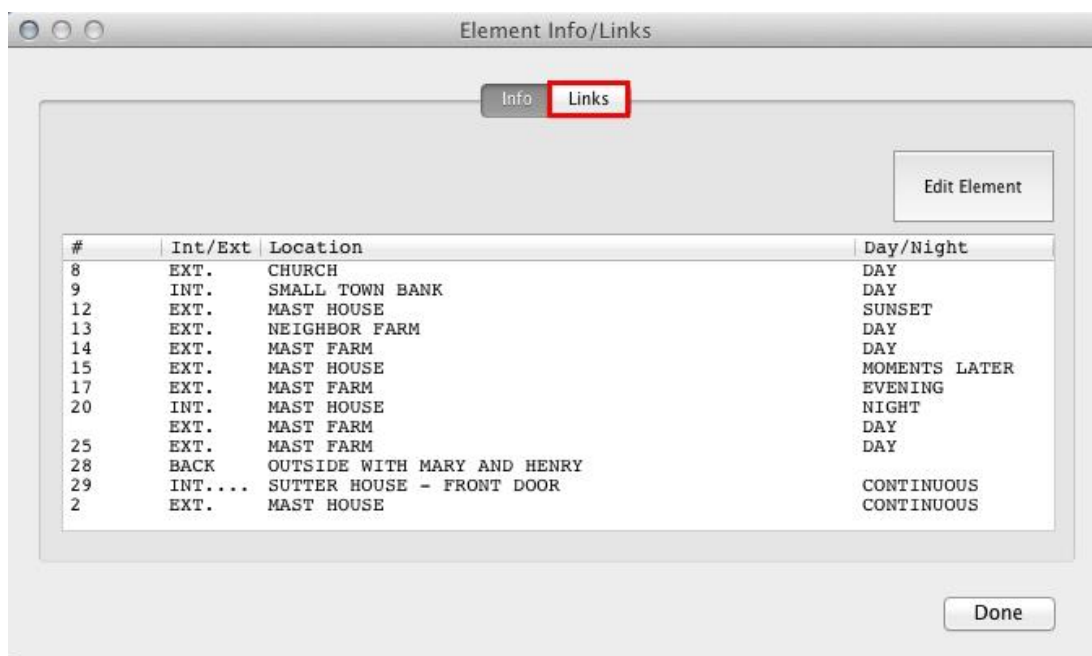 Element Info/Links
Info Links
Edit Element
# Int/Ext Location Day/Night
8 EXT. CHURCH DAY
9 INT. SMALL TOWN BANK DAY
12 EXT. MAST HOUSE SUNSET
13 EXT. NEIGHBOR FARM DAY
14 EXT. MAST FARM DAY
15 EXT. MAST HOUSE MOMENTS LATER
17 EXT. MAST FARM EVENING
20 INT. MAST HOUSE NIGHT
EXT. MAST FARM DAY
25 EXT. MAST FARM DAY
28 BACK OUTSIDE WITH MARY AND HENRY
29 INT.... SUTTER HOUSE - FRONT DOOR CONTINUOUS
2 EXT. MAST HOUSE CONTINUOUS
Done